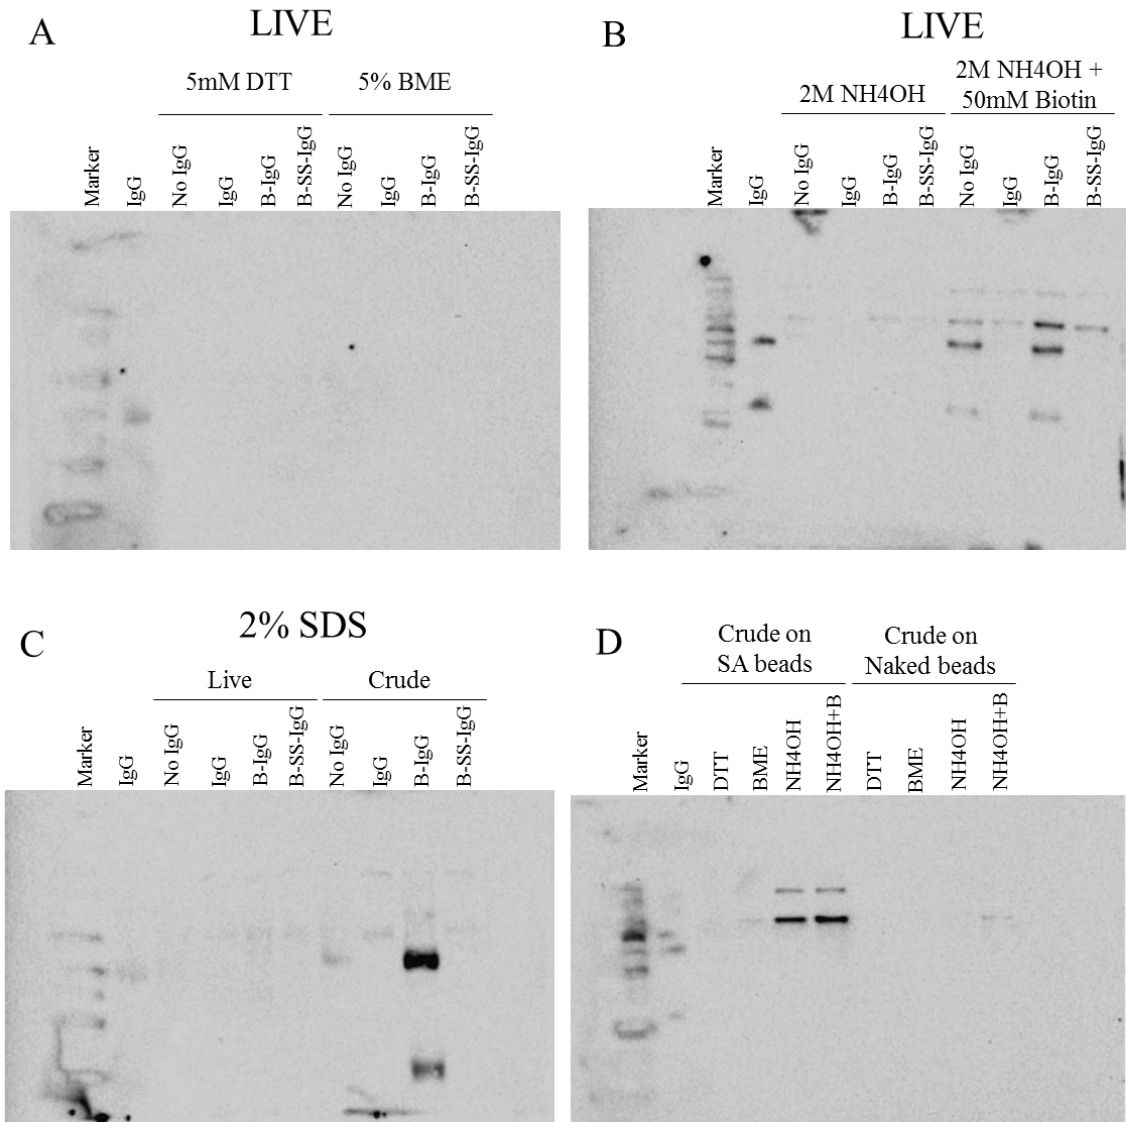 A
LIVE
5mM DTT
5% BME
Marker
IgG
No IgG
IgG
B-IgG
B-SS-IgG
No IgG
IgG
B-IgG
B-SS-IgG
B
LIVE
2M NH4OH
2M NH4OH +
50mM Biotin
Marker
IgG
No IgG
IgG
B-IgG
B-SS-IgG
No IgG
IgG
B-IgG
B-SS-IgG
C
2% SDS
Live
Crude
Marker
IgG
No IgG
IgG
B-IgG
B-SS-IgG
No IgG
IgG
B-IgG
B-SS-IgG
D
Crude on
SA beads
Crude on
Naked beads
Marker
IgG
DTT
BME
NH4OH
NH4OH+B
DTT
BME
NH4OH
NH4OH+B